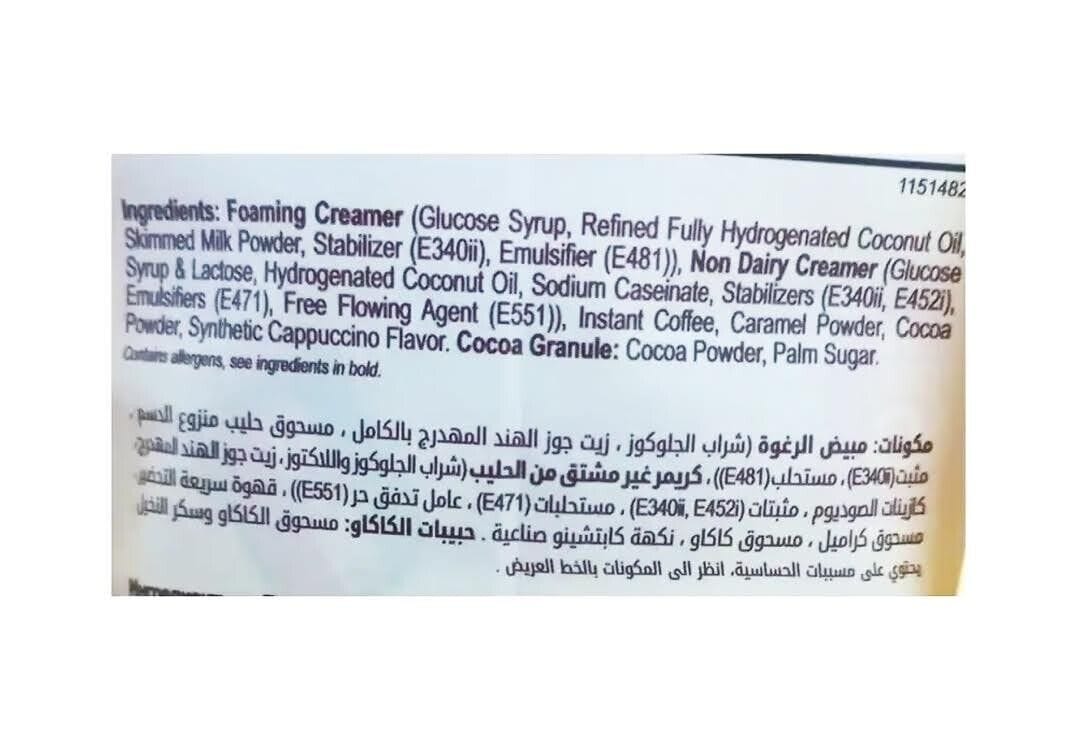 1151482
Ingredients: Foaming Creamer (Glucose Syrup, Refined Fully Hydrogenated Coconut Oil,
Skimmed Milk Powder, Stabilizer (E340ii), Emulsifier (E481)), Non Dairy Creamer (Glucose
Syrup & Lactose, Hydrogenated Coconut Oil, Sodium Caseinate, Stabilizers (E340ii, E452i),
Emulsifiers (E471), Free Flowing Agent (E551)), Instant Coffee, Caramel Powder, Cocoa
Powder, Synthetic Cappuccino Flavor. Cocoa Granule: Cocoa Powder, Palm Sugar.
Contains allergens, see ingredients in bold.
مكونات: مبيض الرغوة (شراب الجلوكوز ، زيت جوز الهند المهدرج بالكامل ، مسحوق حليب منزوع الدسم ،
مثبت(E340ii)، مستحلب(E481))، كريمر غير مشتق من الحليب (شراب الجلوكوز واللاكتوز، زيت جوز الهند المهدرج،
كازينات الصوديوم ، مثبتات (E340ii, E452i) ، مستحلبات (E471) ، عامل تدفق حر (E551)) ، قهوة سريعة التحضير،
مسحوق كراميل ، مسحوق كاكاو ، نكهة كابتشينو صناعية . حبيبات الكاكاو: مسحوق الكاكاو وسكر النخيل
يحتوي على مسببات الحساسية، انظر الى المكونات بالخط العريض .